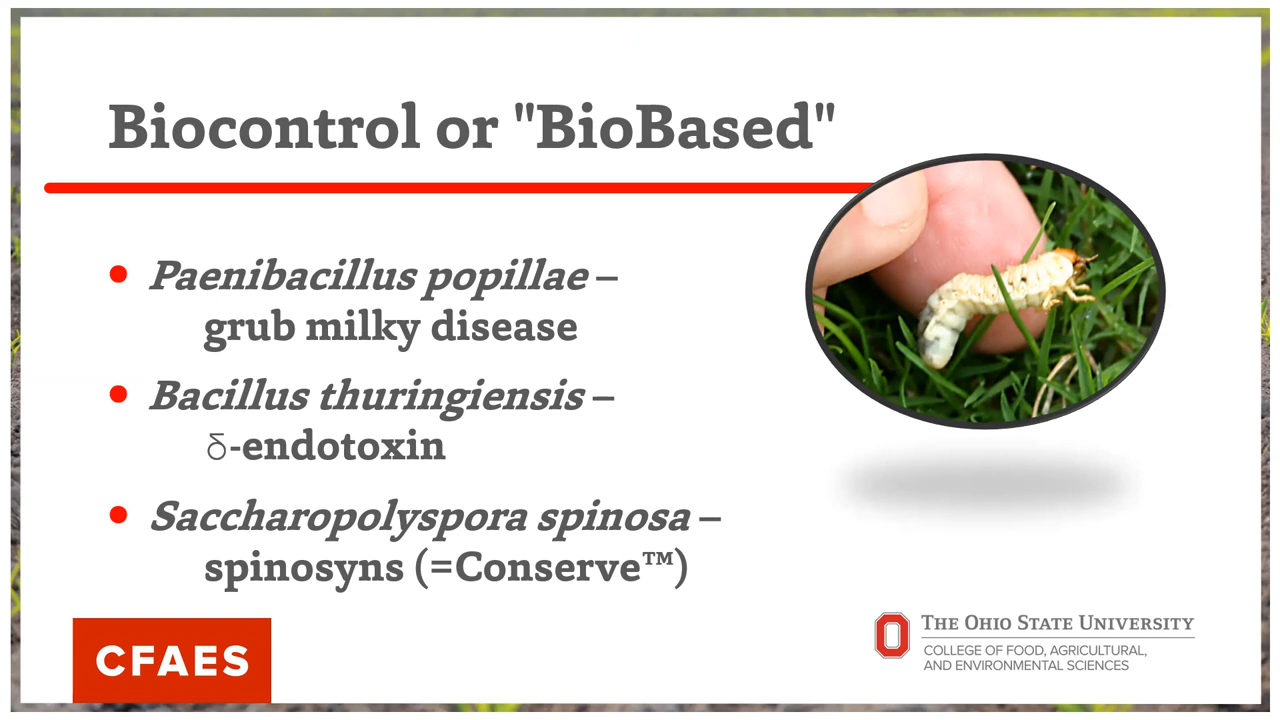 Biocontrol or "BioBased"
Paenibacillus popillae –
grub milky disease
Bacillus thuringiensis –
δ-endotoxin
Saccharopolyspora spinosa –
spinosyns (=Conserve™)
CFAES
THE OHIO STATE UNIVERSITY
COLLEGE OF FOOD, AGRICULTURAL,
AND ENVIRONMENTAL SCIENCES